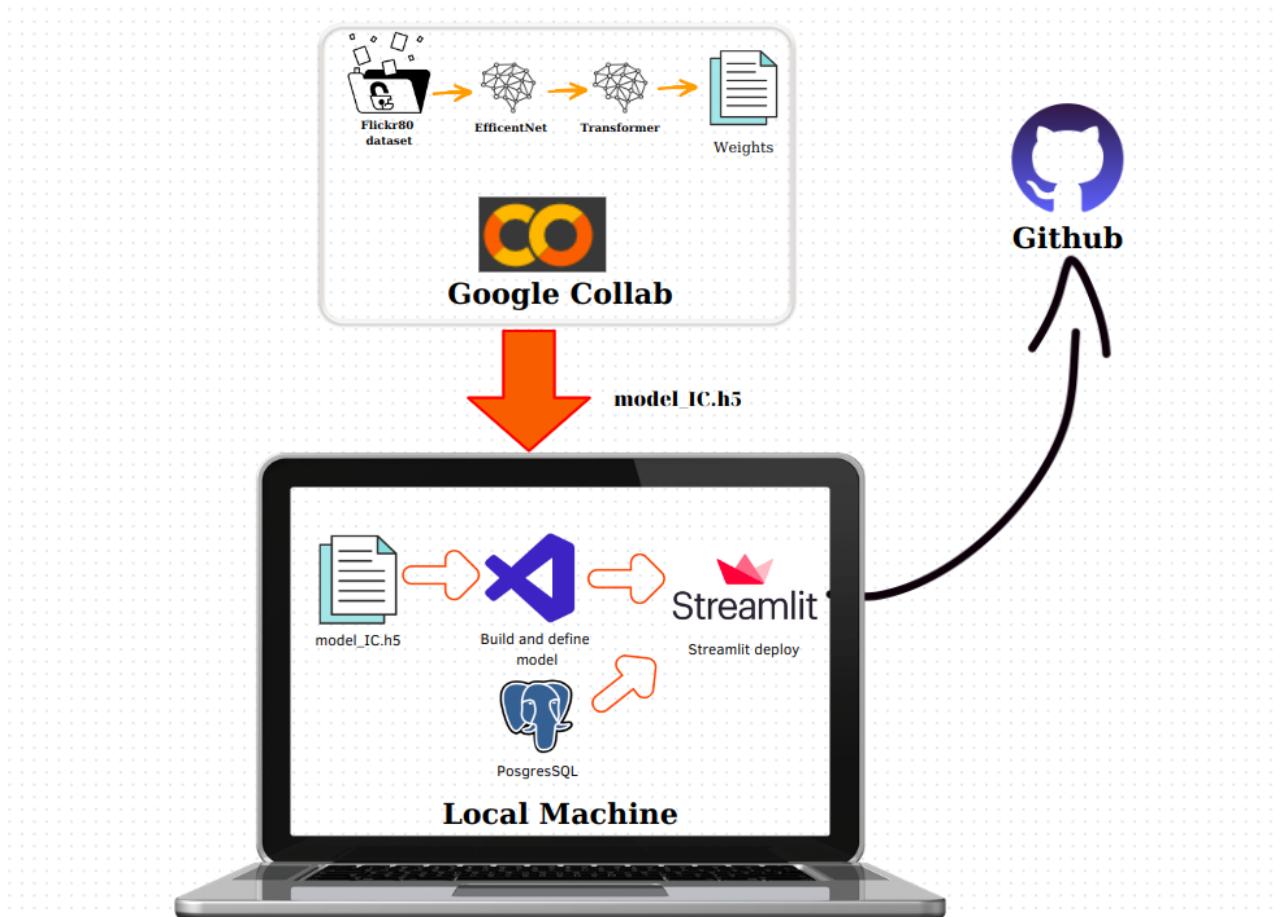 Flickr80
dataset
EfficentNet
Transformer
Weights
Google Collab
Github
model_IC.h5
model_IC.h5
Build and define
model
Streamlit
Streamlit deploy
PosgresSQL
Local Machine